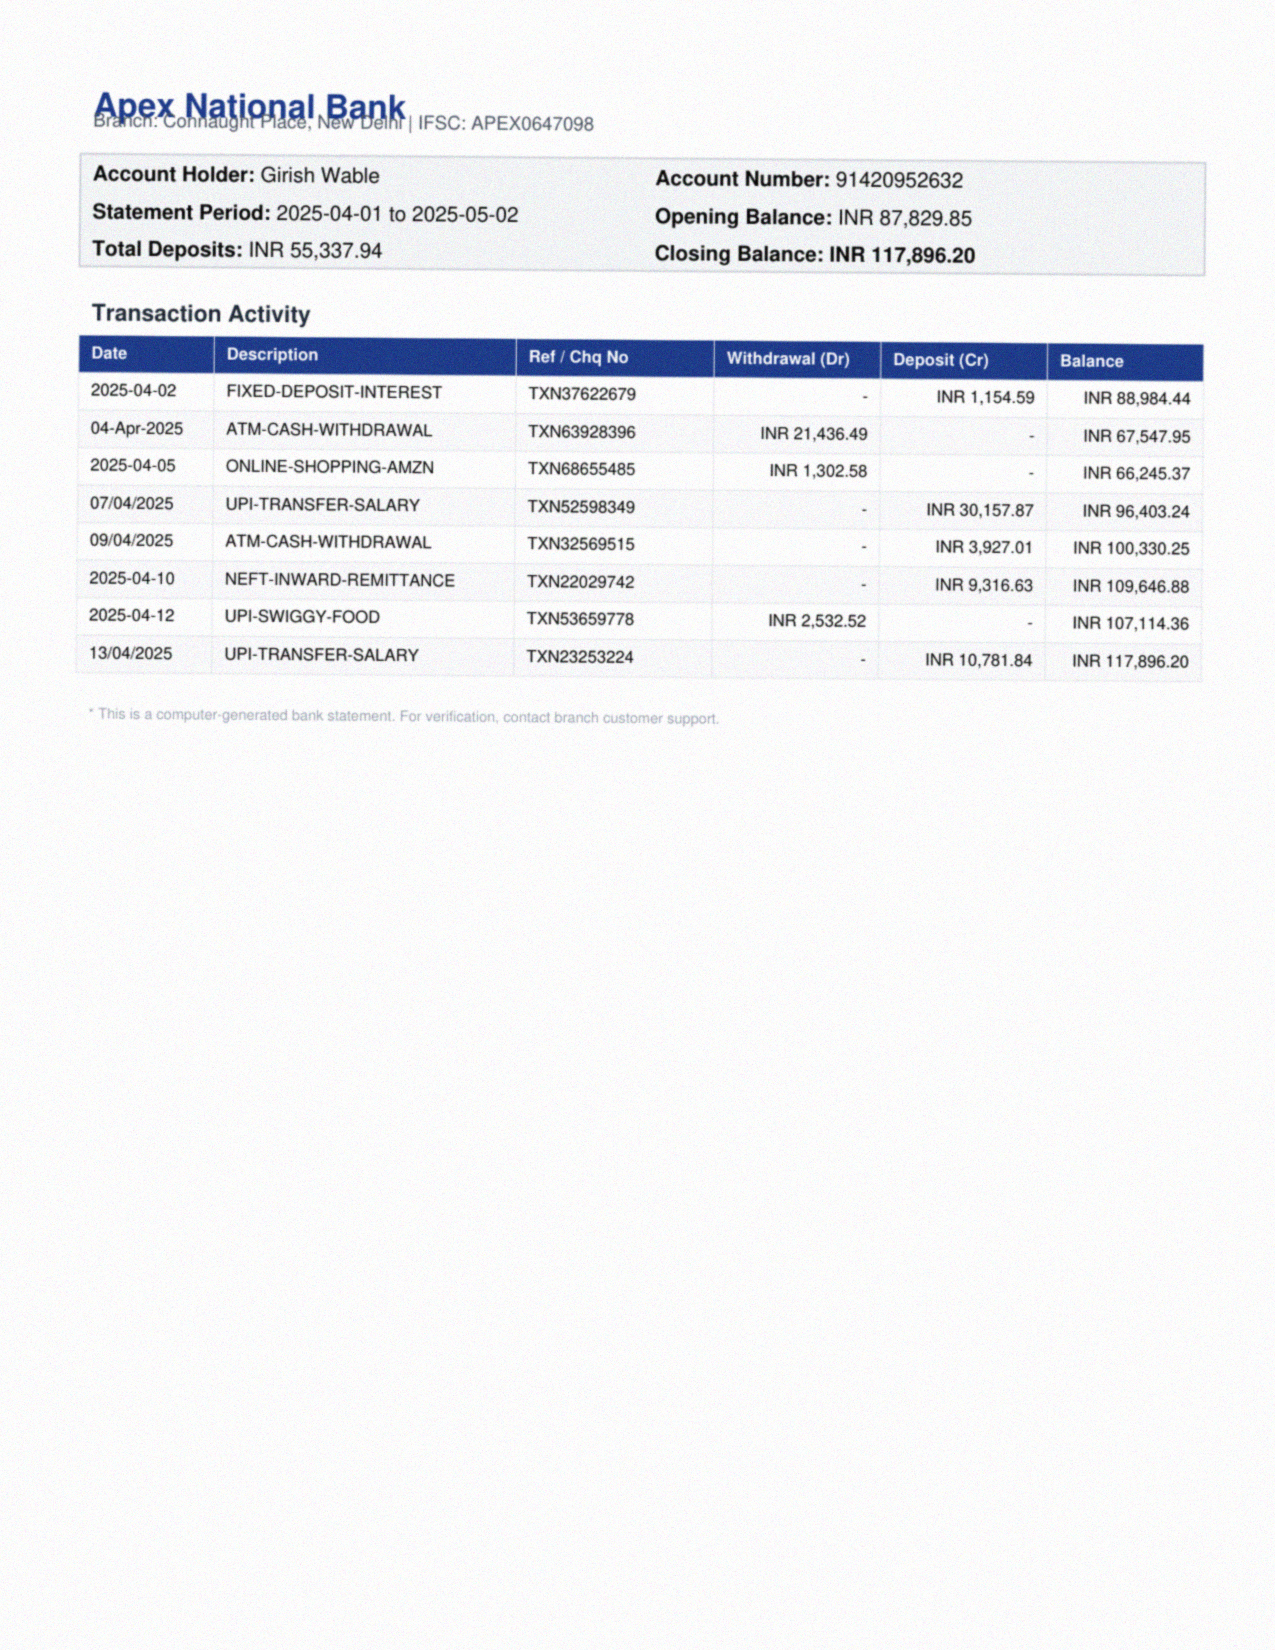 Apex National Bank
Branch: Connaught Place, New Delhi | IFSC: APEX0647098
Account Holder: Girish Wable Account Number: 91420952632
Statement Period: 2025-04-01 to 2025-05-02 Opening Balance: INR 87,829.85
Total Deposits: INR 55,337.94 Closing Balance: INR 117,896.20
Transaction Activity
Date Description Ref / Chq No Withdrawal (Dr) Deposit (Cr) Balance
2025-04-02 FIXED-DEPOSIT-INTEREST TXN37622679 - INR 1,154.59 INR 88,984.44
04-Apr-2025 ATM-CASH-WITHDRAWAL TXN63928396 INR 21,436.49 - INR 67,547.95
2025-04-05 ONLINE-SHOPPING-AMZN TXN68655485 INR 1,302.58 - INR 66,245.37
07/04/2025 UPI-TRANSFER-SALARY TXN52598349 - INR 30,157.87 INR 96,403.24
09/04/2025 ATM-CASH-WITHDRAWAL TXN32569515 - INR 3,927.01 INR 100,330.25
2025-04-10 NEFT-INWARD-REMITTANCE TXN22029742 - INR 9,316.63 INR 109,646.88
2025-04-12 UPI-SWIGGY-FOOD TXN53659778 INR 2,532.52 - INR 107,114.36
13/04/2025 UPI-TRANSFER-SALARY TXN23253224 - INR 10,781.84 INR 117,896.20
* This is a computer-generated bank statement. For verification, contact branch customer support.